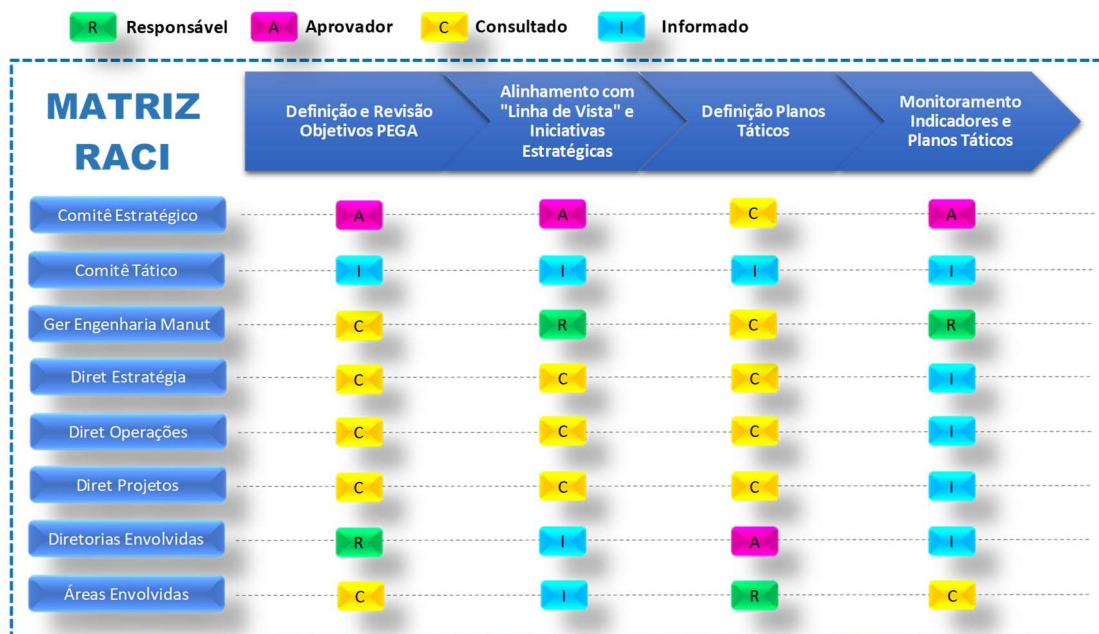 R Responsável A Aprovador C Consultado I Informado
MATRIZ
RACI
Definição e Revisão
Objetivos PEGA
Alinhamento com
"Linha de Vista" e
Iniciativas
Estratégicas
Definição Planos
Táticos
Monitoramento
Indicadores e
Planos Táticos
Comitê Estratégico A A C A
Comitê Tático I I I I
Ger Engenharia Manut C R C R
Diret Estratégia C C C I
Diret Operações C C C I
Diret Projetos C C C I
Diretorias Envolvidas R I A I
Áreas Envolvidas C I R C